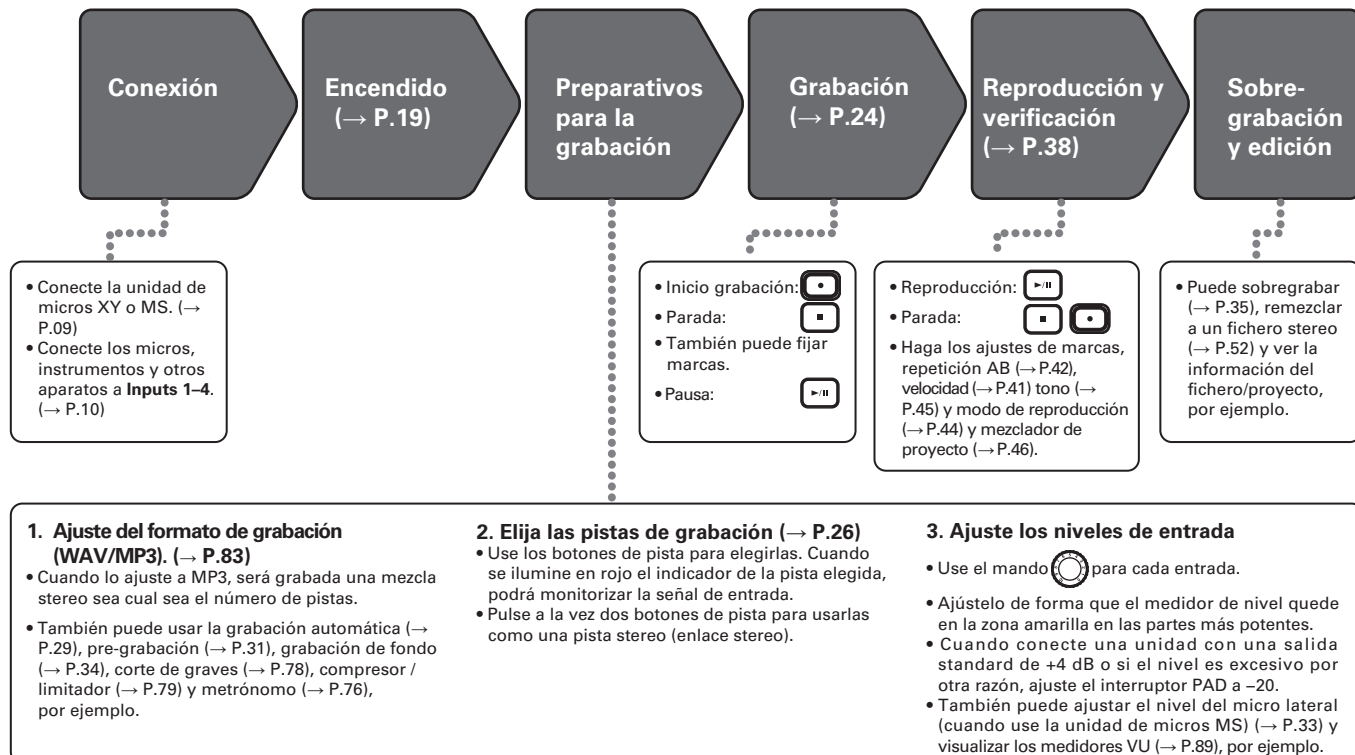 Conexión
Encendido
(→ P.19)
Preparativos
para la
grabación
Grabación
(→ P.24)
Reproducción y
verificación
(→ P.38)
Sobre-
grabación
y edición
• Conecte la unidad de
micros XY o MS. (→
P.09)
• Conecte los micros,
instrumentos y otros
aparatos a Inputs 1–4.
(→ P.10)
• Inicio grabación:
• Parada:
• También puede fijar
marcas.
• Pausa:
• Reproducción:
• Parada:
• Haga los ajustes de marcas,
repetición AB (→ P.42),
velocidad (→ P.41) tono (→
P.45) y modo de reproducción
(→ P.44) y mezclador de
proyecto (→ P.46).
• Puede sobregrabar
(→ P.35), remezclar
a un fichero stereo
(→ P.52) y ver la
información del
fichero/proyecto,
por ejemplo.
1. Ajuste del formato de grabación
(WAV/MP3). (→ P.83)
• Cuando lo ajuste a MP3, será grabada una mezcla
stereo sea cual sea el número de pistas.
• También puede usar la grabación automática (→
P.29), pre-grabación (→ P.31), grabación de fondo
(→ P.34), corte de graves (→ P.78), compresor /
limitador (→ P.79) y metrónomo (→ P.76),
por ejemplo.
2. Elija las pistas de grabación (→ P.26)
• Use los botones de pista para elegirlas. Cuando
se ilumine en rojo el indicador de la pista elegida,
podrá monitorizar la señal de entrada.
• Pulse a la vez dos botones de pista para usarlas
como una pista stereo (enlace stereo).
3. Ajuste los niveles de entrada
• Use el mando para cada entrada.
• Ajústelo de forma que el medidor de nivel quede
en la zona amarilla en las partes más potentes.
• Cuando conecte una unidad con una salida
standard de +4 dB o si el nivel es excesivo por
otra razón, ajuste el interruptor PAD a –20.
• También puede ajustar el nivel del micro lateral
(cuando use la unidad de micros MS) (→ P.33) y
visualizar los medidores VU (→ P.89), por ejemplo.